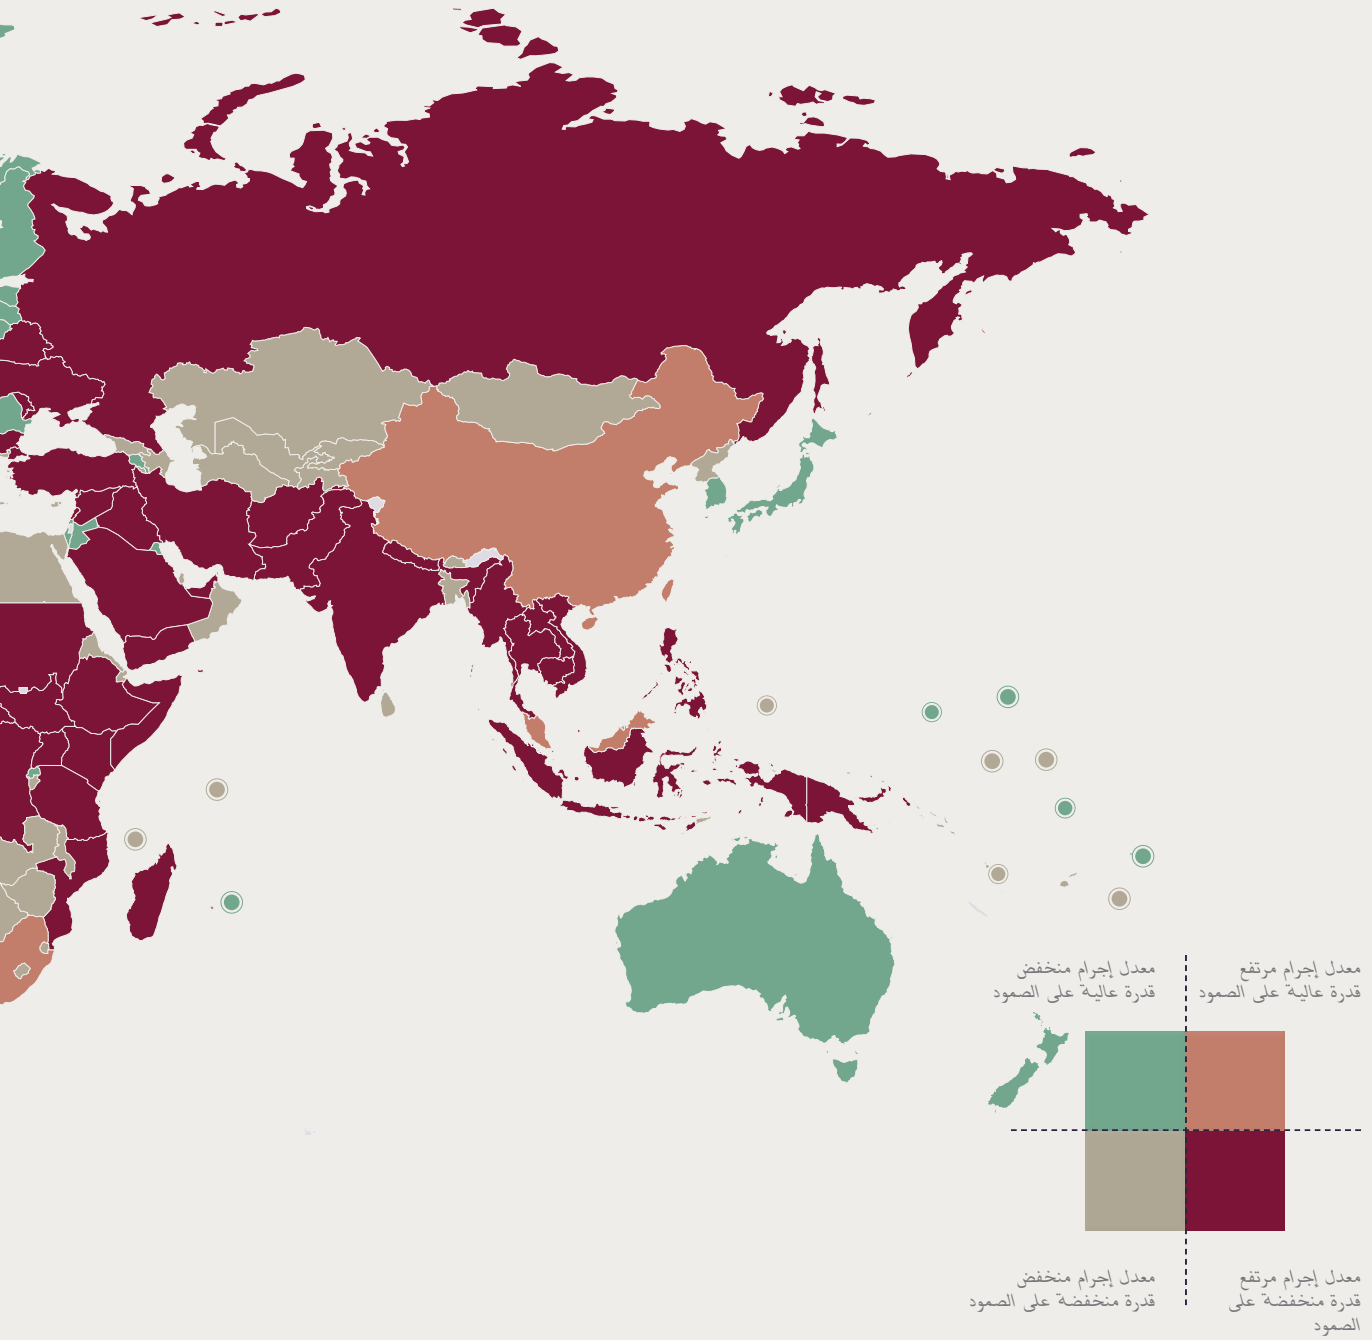 معدل إجرام مرتفع
قدرة عالية على الصمود
معدل إجرام منخفض
قدرة عالية على الصمود
معدل إجرام مرتفع
قدرة منخفضة على
الصمود
معدل إجرام منخفض
قدرة منخفضة على الصمود